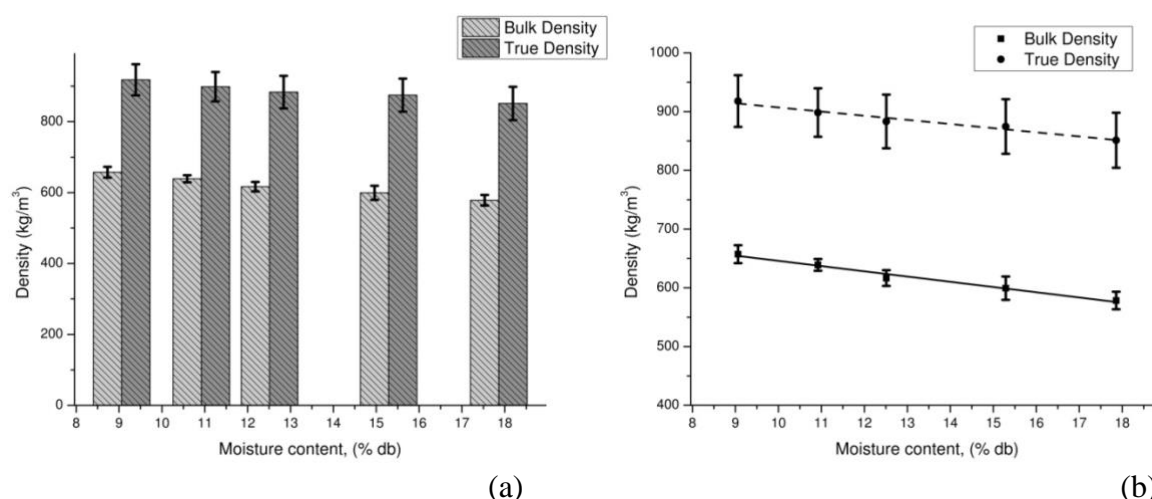 Bulk Density
True Density
800
600
400
200
0
8 9 10 11 12 13 14 15 16 17 18
Density (kg/m³)
Moisture content, (% db)
(a)
Bulk Density
True Density
1000
900
800
700
600
500
400
8 9 10 11 12 13 14 15 16 17 18
Density (kg/m³)
Moisture content, (% db)
(b)